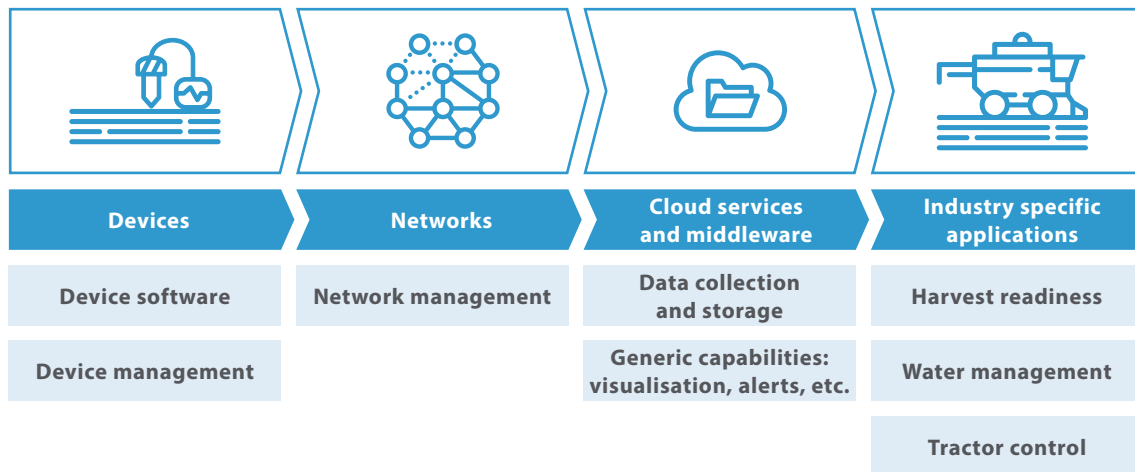 Devices
Networks
Cloud services
and middleware
Industry specific
applications
Device software
Network management
Data collection
and storage
Harvest readiness
Device management
Generic capabilities:
visualisation, alerts, etc.
Water management
Tractor control